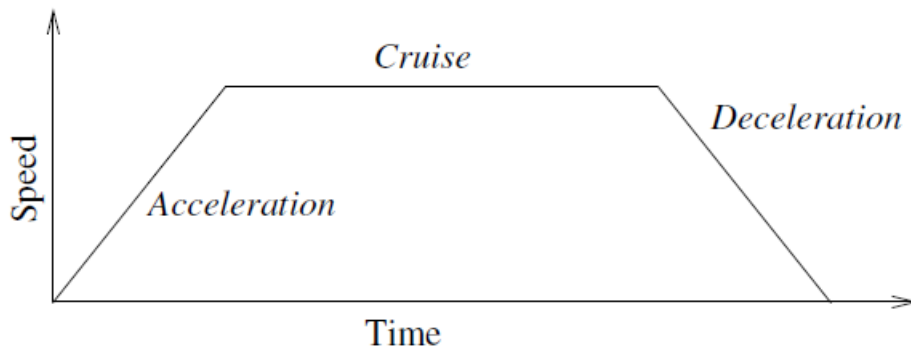 Cruise
Deceleration
Speed
Acceleration
Time